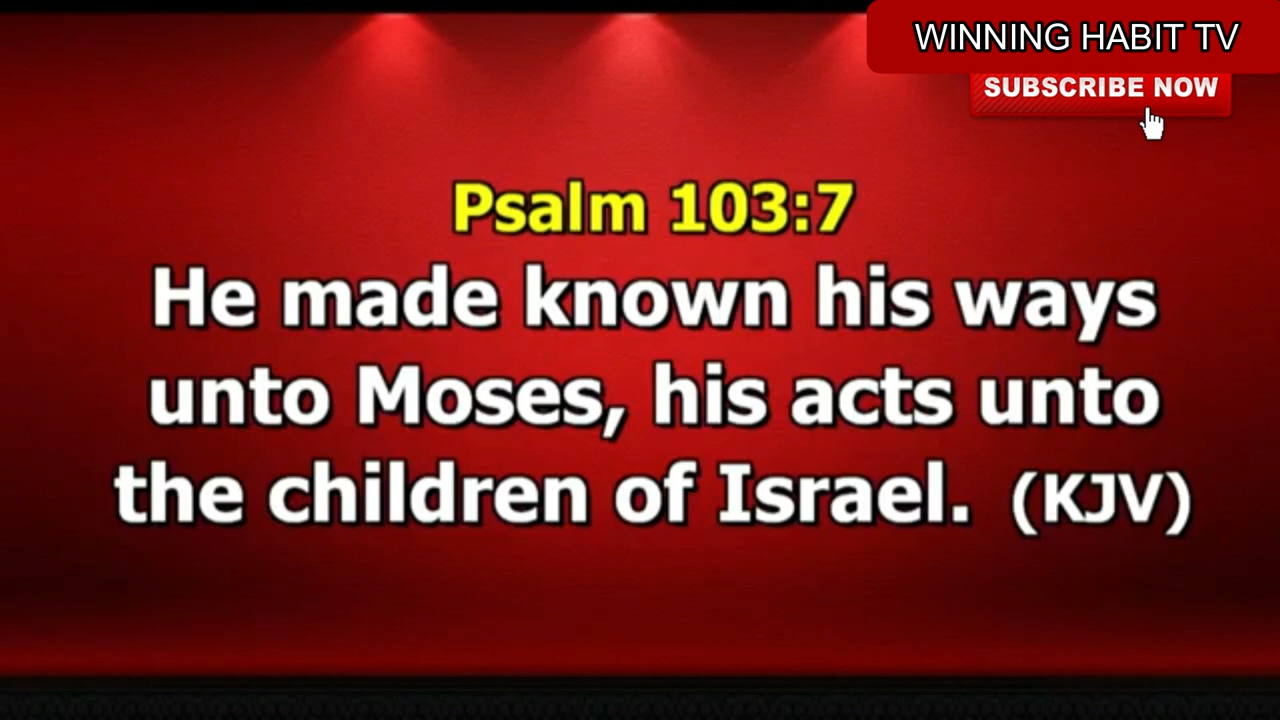 WINNING HABIT TV
SUBSCRIBE NOW
Psalm 103:7
He made known his ways
unto Moses, his acts unto
the children of Israel. (KJV)